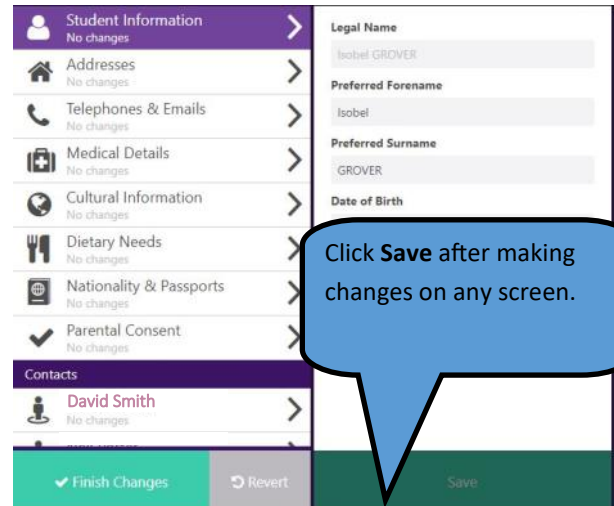 Student Information
No changes
Addresses
No changes
Telephones & Emails
No changes
Medical Details
No changes
Cultural Information
No changes
Dietary Needs
No changes
Nationality & Passports
No changes
Parental Consent
No changes
Contacts
David Smith
No changes
Finish Changes
Revert
Legal Name
Isobel GROVER
Preferred Forename
Isobel
Preferred Surname
GROVER
Date of Birth
Click Save after making
changes on any screen.
Save